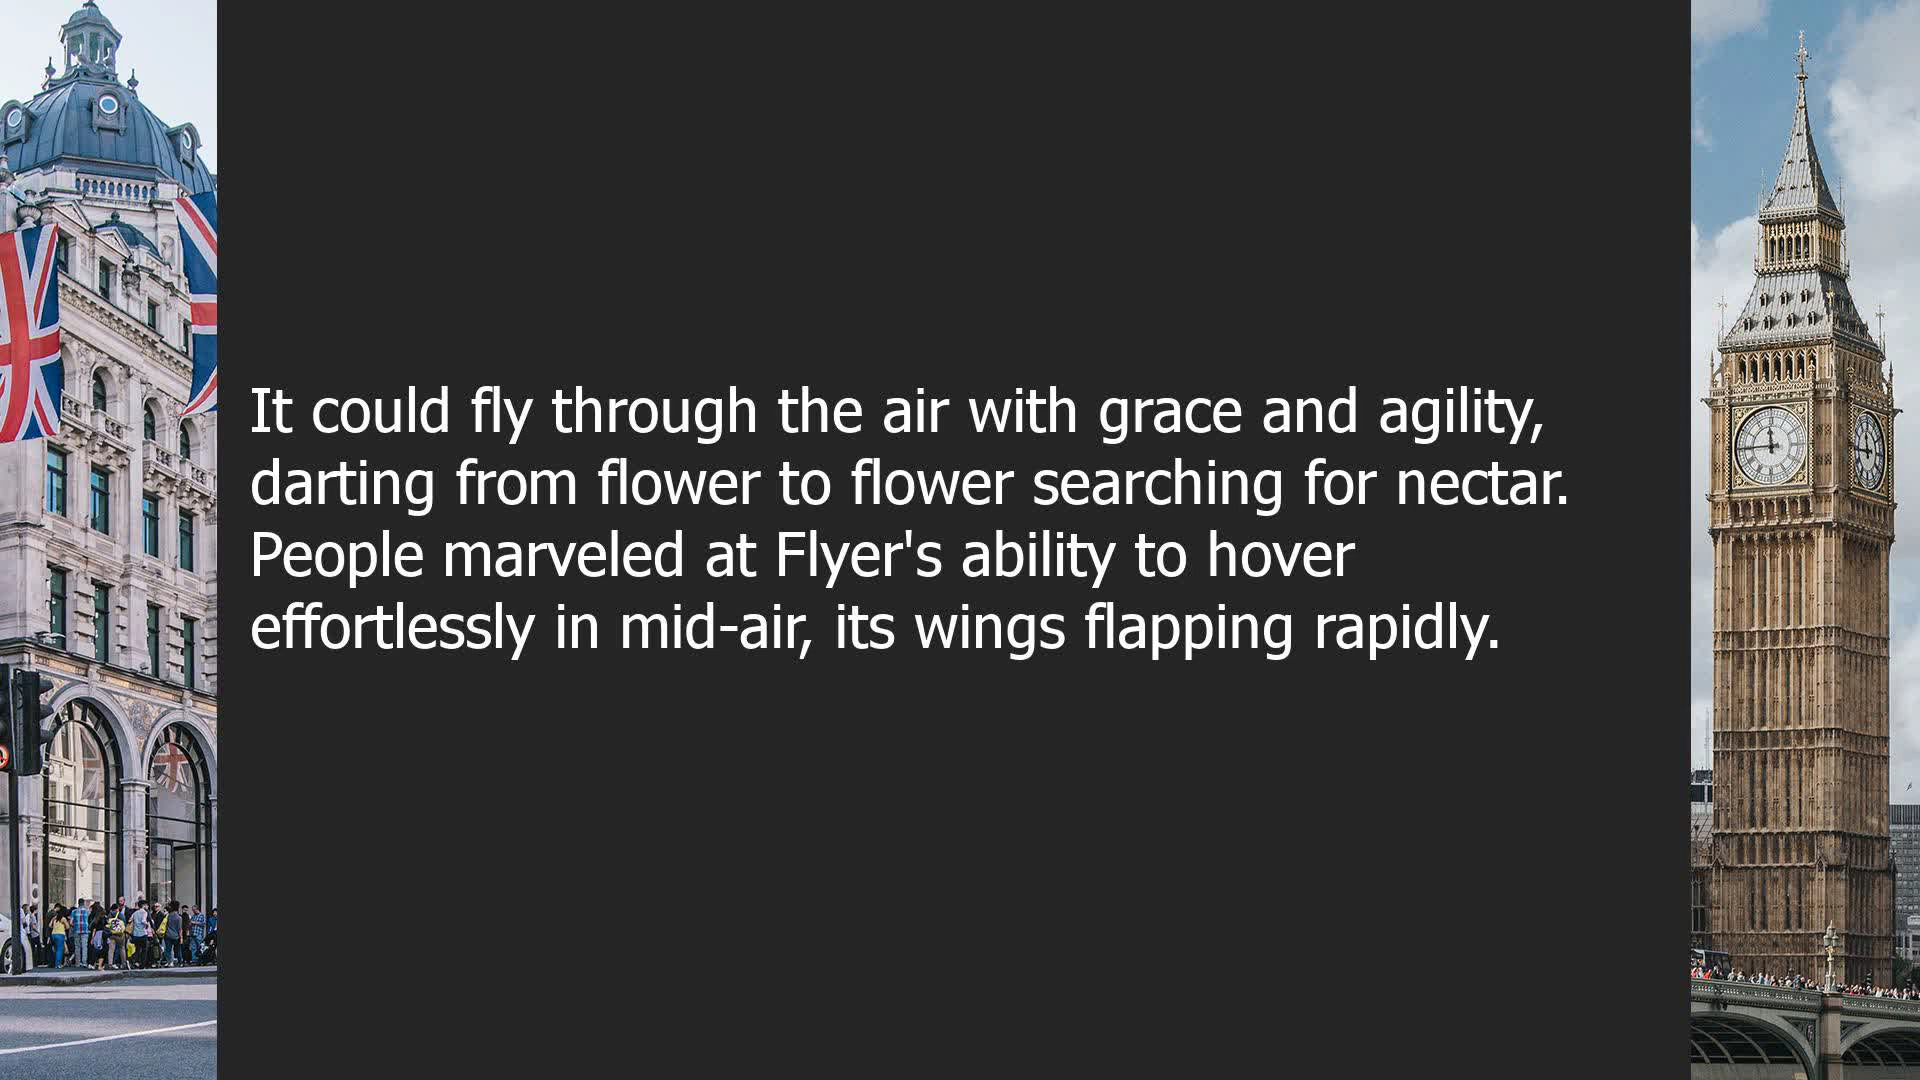 It could fly through the air with grace and agility,
darting from flower to flower searching for nectar.
People marveled at Flyer's ability to hover
effortlessly in mid-air, its wings flapping rapidly.